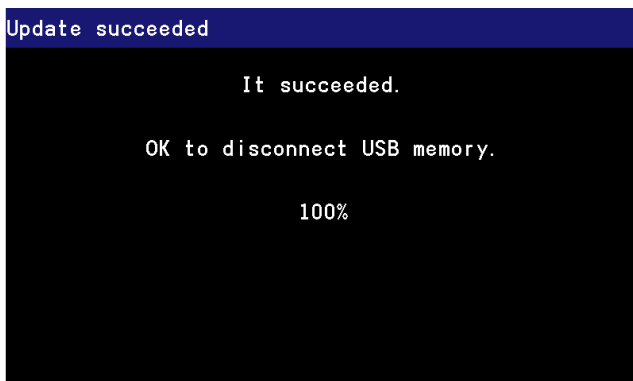 Update succeeded
It succeeded.
OK to disconnect USB memory.
100%